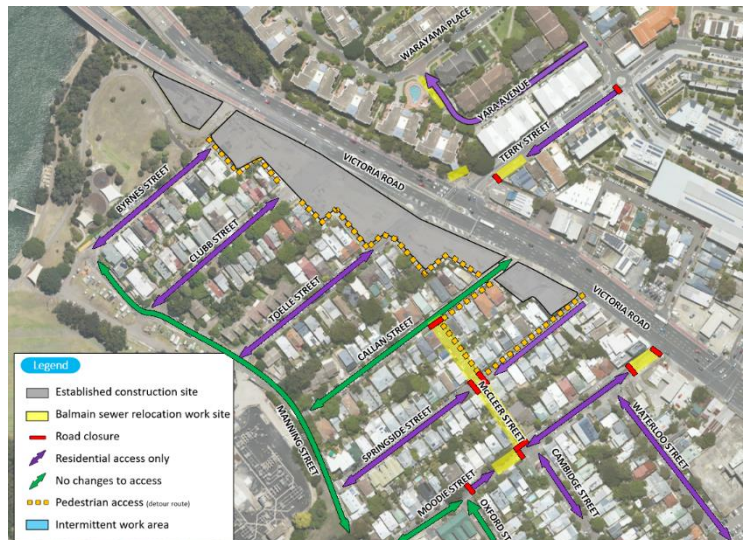 WARAYAMA PLACE
YARA AVENUE
TERRY STREET
VICTORIA ROAD
BYRNES STREET
CLUBB STREET
TOELLE STREET
CALLAN STREET
VICTORIA ROAD
MANNING STREET
SPRINGSIDE STREET
McCLEER STREET
WATERLOO STREET
CAMBIDGE STREET
MOODIE STREET
OXFORD ST
Legend
Established construction site
Balmain sewer relocation work site
Road closure
Residential access only
No changes to access
Pedestrian access (detour route)
Intermittent work area